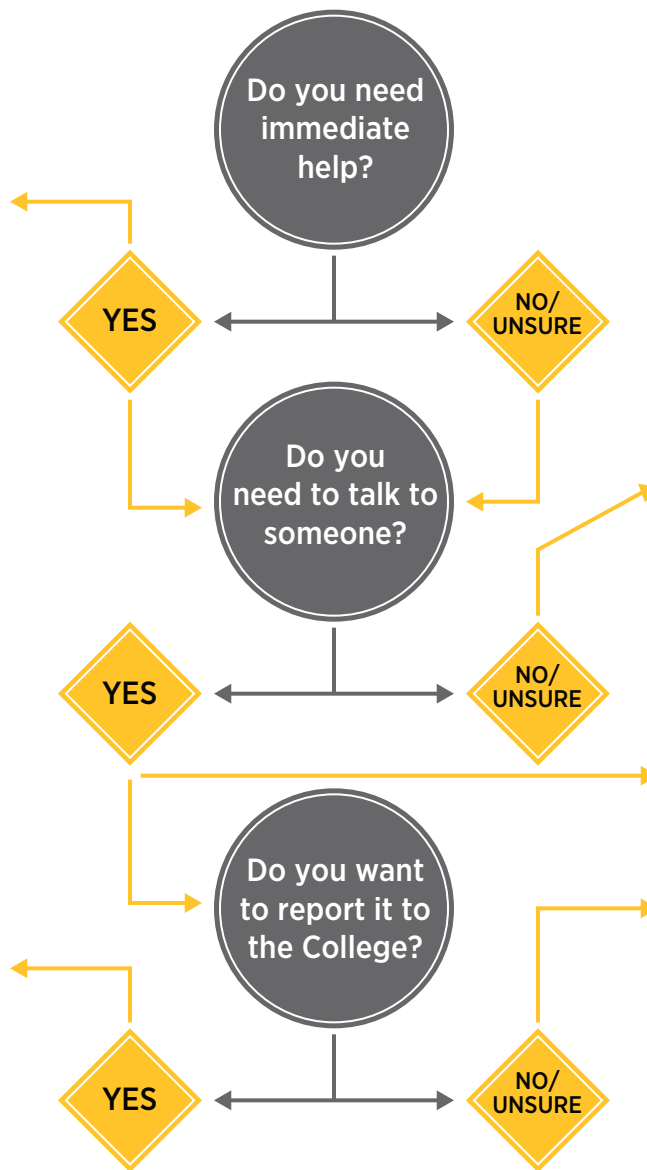 Do you need
immediate
help?
YES
NO/
UNSURE
Do you
need to talk to
someone?
YES
NO/
UNSURE
Do you want
to report it to
the College?
YES
NO/
UNSURE